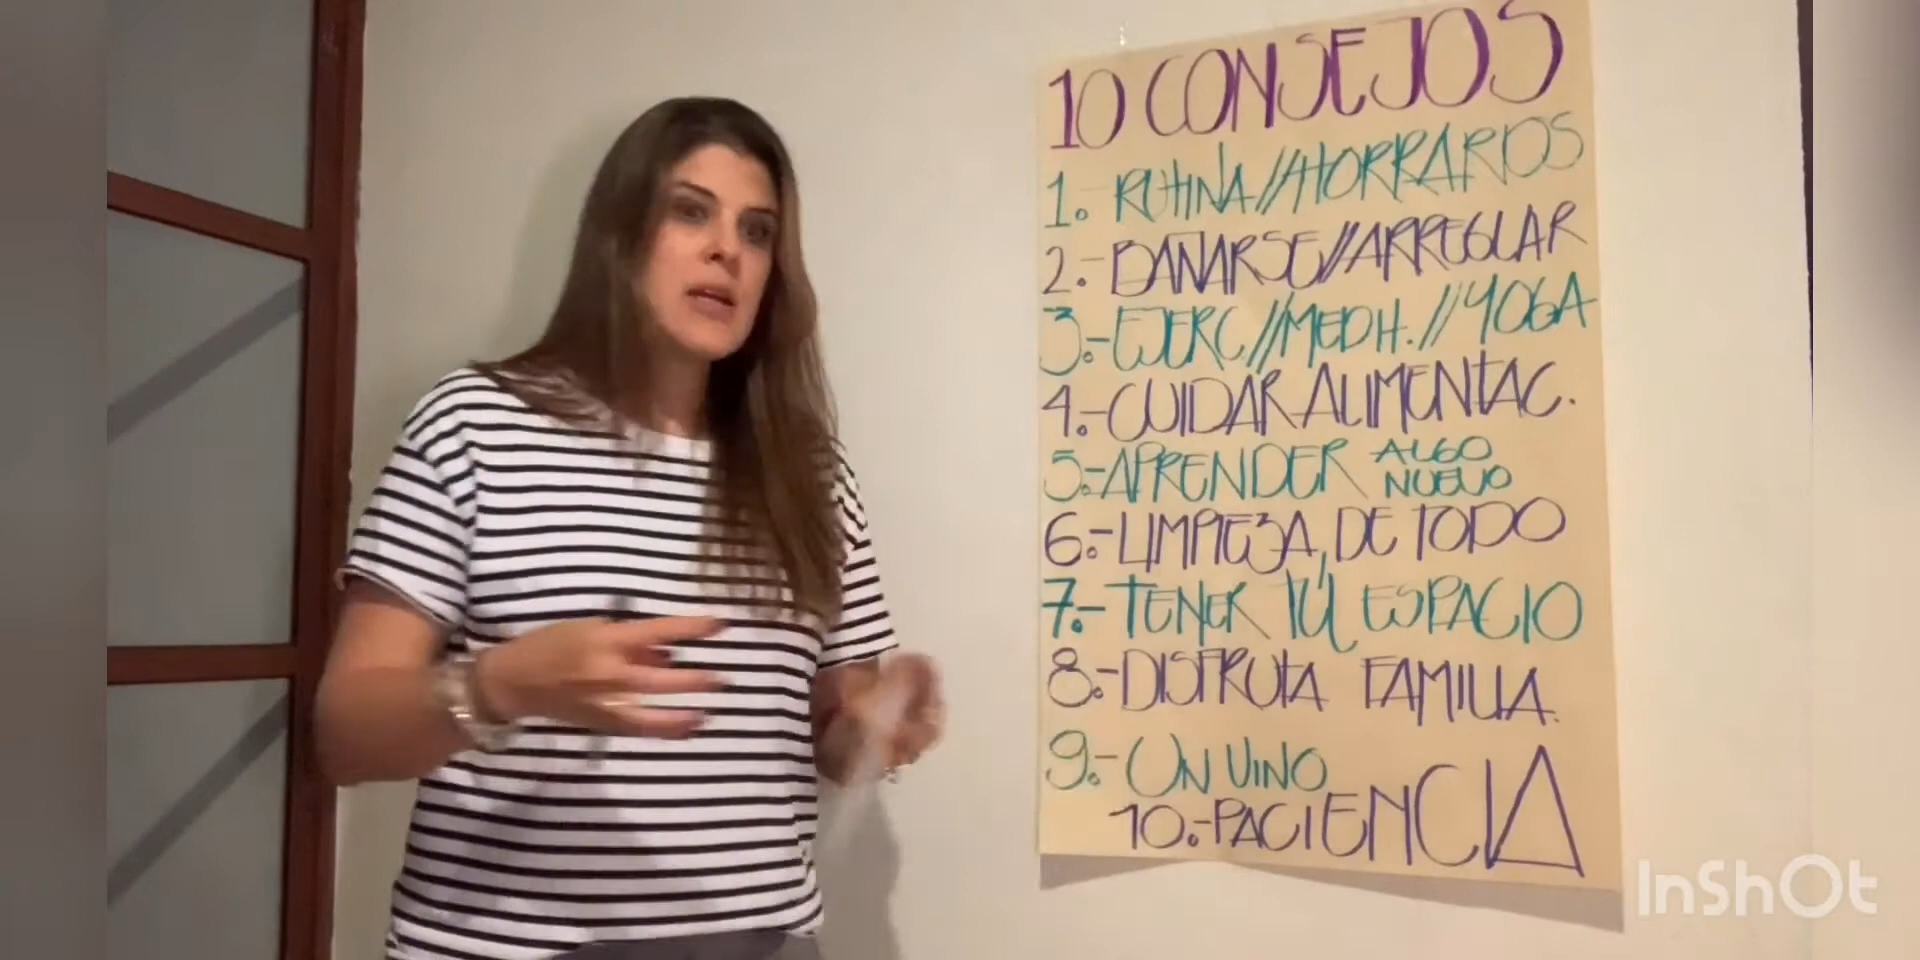 10 CONSEJOS
1.- RUTINA//HORRARIOS
2.- BAÑARSE//ARREGLAR
3.- EJERC.//MEDIT.//YOGA
4.- CUIDAR ALIMENTAC.
5.- APRENDER ALGO
NUEVO
6.- LIMPIEZA DE TODO
7.- TENER TÚ ESPACIO
8.- DISFRUTA FAMILIA.
9.- UN VINO
10.- PACIENCIA
InShOt